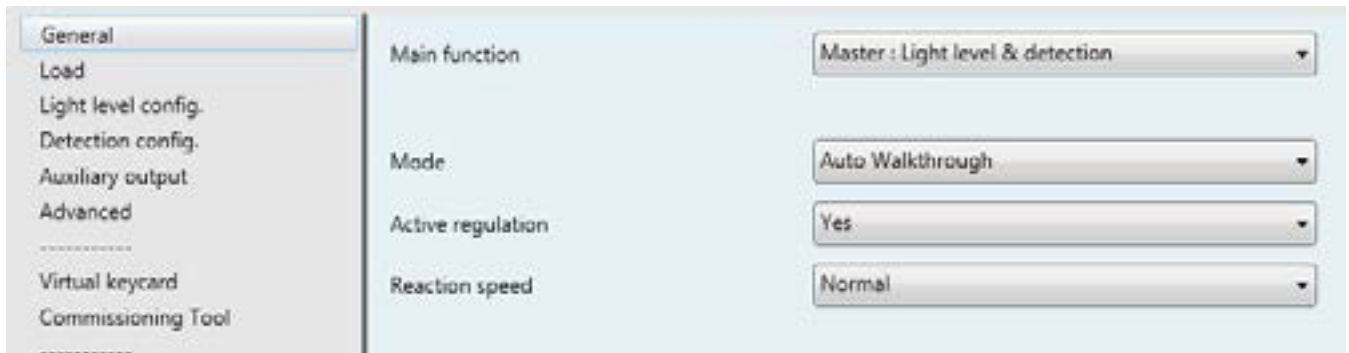 General
Load
Light level config.
Detection config.
Auxiliary output
Advanced
-----------
Virtual keycard
Commissioning Tool
-----------
Main function
Master : Light level & detection
Mode
Auto Walkthrough
Active regulation
Yes
Reaction speed
Normal